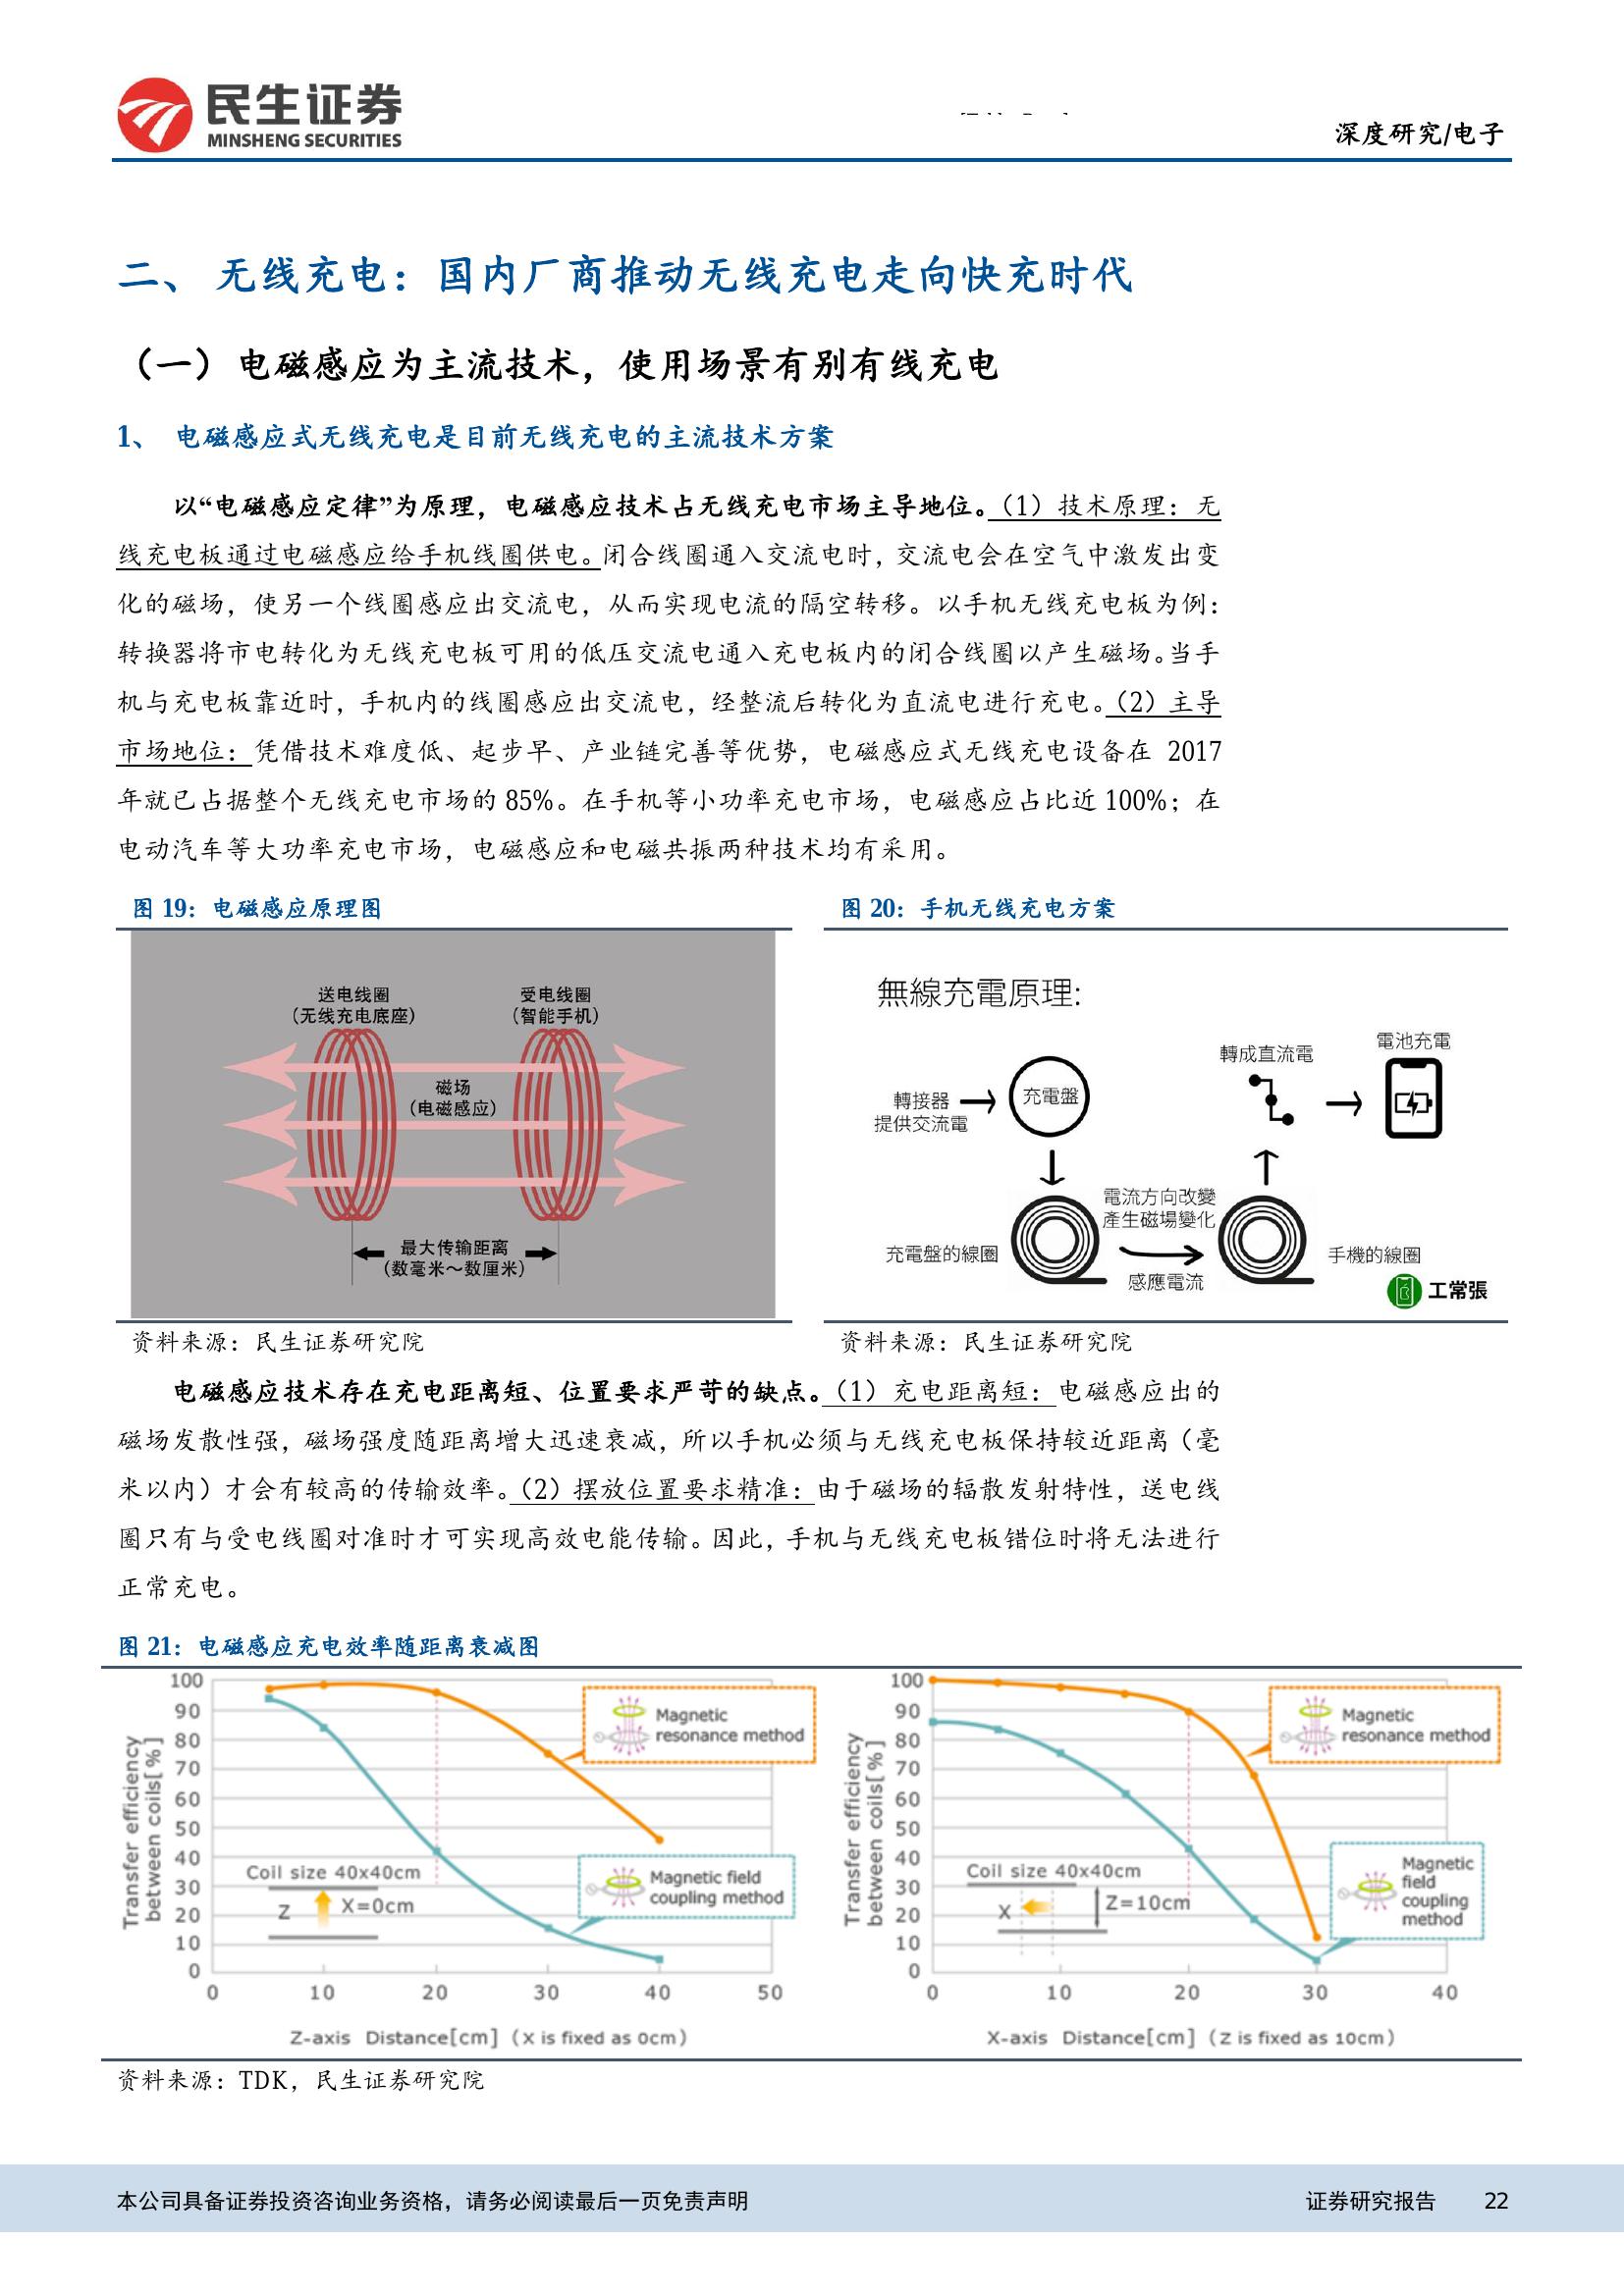 民生证券
MINSHENG SECURITIES
深度研究/电子
二、 无线充电：国内厂商推动无线充电走向快充时代
（一）电磁感应为主流技术，使用场景有别有线充电
1、 电磁感应式无线充电是目前无线充电的主流技术方案
以“电磁感应定律”为原理，电磁感应技术占无线充电市场主导地位。（1）技术原理：无
线充电板通过电磁感应给手机线圈供电。闭合线圈通入交流电时，交流电会在空气中激发出变
化的磁场，使另一个线圈感应出交流电，从而实现电流的隔空转移。以手机无线充电板为例：
转换器将市电转化为无线充电板可用的低压交流电通入充电板内的闭合线圈以产生磁场。当手
机与充电板靠近时，手机内的线圈感应出交流电，经整流后转化为直流电进行充电。（2）主导
市场地位：凭借技术难度低、起步早、产业链完善等优势，电磁感应式无线充电设备在 2017
年就已占据整个无线充电市场的 85%。在手机等小功率充电市场，电磁感应占比近 100%；在
电动汽车等大功率充电市场，电磁感应和电磁共振两种技术均有采用。
图 19：电磁感应原理图
送电线圈
（无线充电底座）
受电线圈
（智能手机）
磁场
（电磁感应）
最大传输距离
（数毫米～数厘米）
资料来源：民生证券研究院
图 20：手机无线充电方案
無線充電原理:
轉接器
提供交流電
充電盤
轉成直流電
電池充電
電流方向改變
產生磁場變化
充電盤的線圈
感應電流
手機的線圈
工常張
资料来源：民生证券研究院
电磁感应技术存在充电距离短、位置要求严苛的缺点。（1）充电距离短：电磁感应出的
磁场发散性强，磁场强度随距离增大迅速衰减，所以手机必须与无线充电板保持较近距离（毫
米以内）才会有较高的传输效率。（2）摆放位置要求精准：由于磁场的辐散发射特性，送电线
圈只有与受电线圈对准时才可实现高效电能传输。因此，手机与无线充电板错位时将无法进行
正常充电。
图 21：电磁感应充电效率随距离衰减图
Transfer efficiency
between coils[%]
100
90
80
70
60
50
40
30
20
10
0
0 10 20 30 40 50
Magnetic
resonance method
Magnetic field
coupling method
Coil size 40x40cm
Z
X=0cm
Z-axis Distance[cm] (X is fixed as 0cm)
Transfer efficiency
between coils[%]
100
90
80
70
60
50
40
30
20
10
0
0 10 20 30 40
Magnetic
resonance method
Magnetic
field
coupling
method
Coil size 40x40cm
X
Z=10cm
X-axis Distance[cm] (Z is fixed as 10cm)
资料来源：TDK，民生证券研究院
本公司具备证券投资咨询业务资格，请务必阅读最后一页免责声明
证券研究报告 22